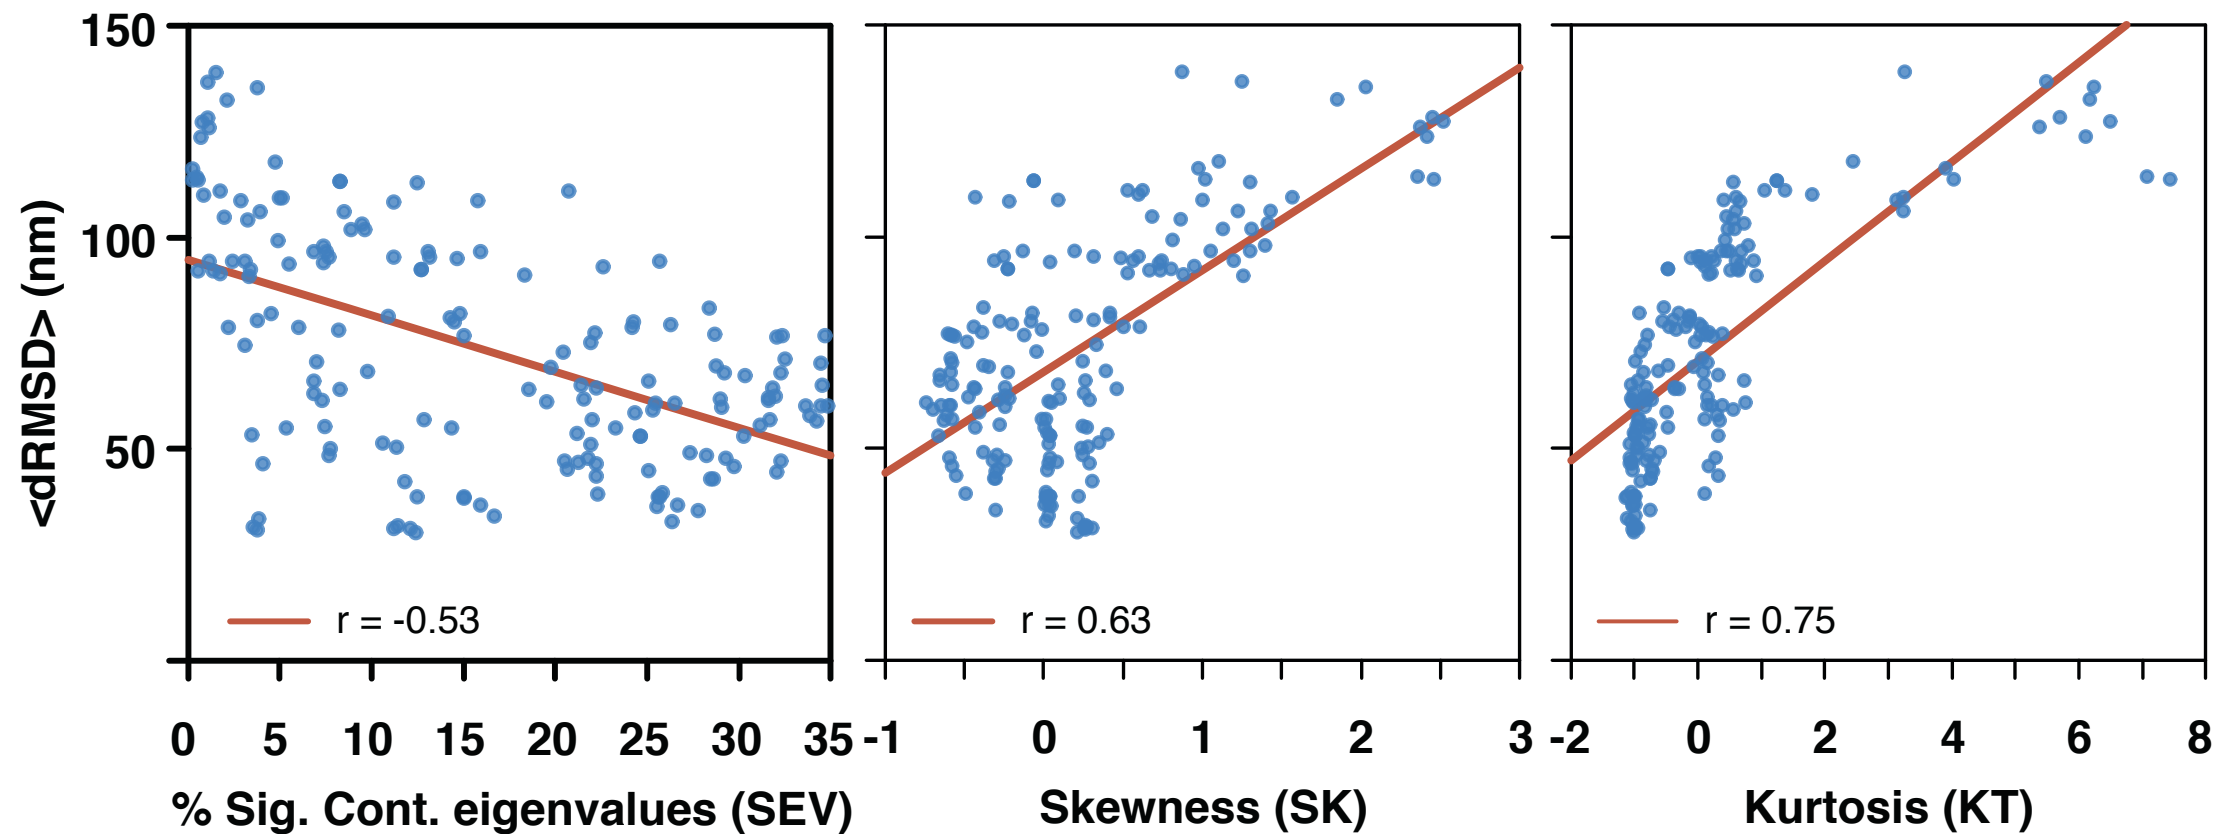 150
100
50
<dRMSD> (nm)
r = -0.53
0 5 10 15 20 25 30 35
% Sig. Cont. eigenvalues (SEV)
r = 0.63
-1 0 1 2 3
Skewness (SK)
r = 0.75
-2 0 2 4 6 8
Kurtosis (KT)